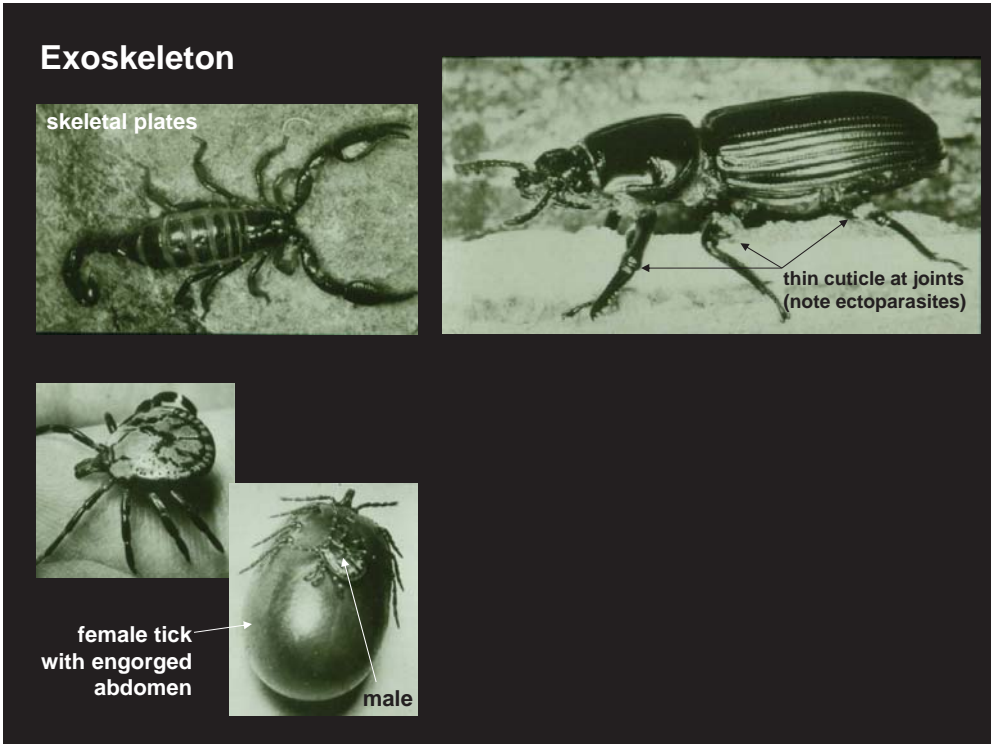 Exoskeleton
skeletal plates
thin cuticle at joints
(note ectoparasites)
female tick
with engorged
abdomen
male